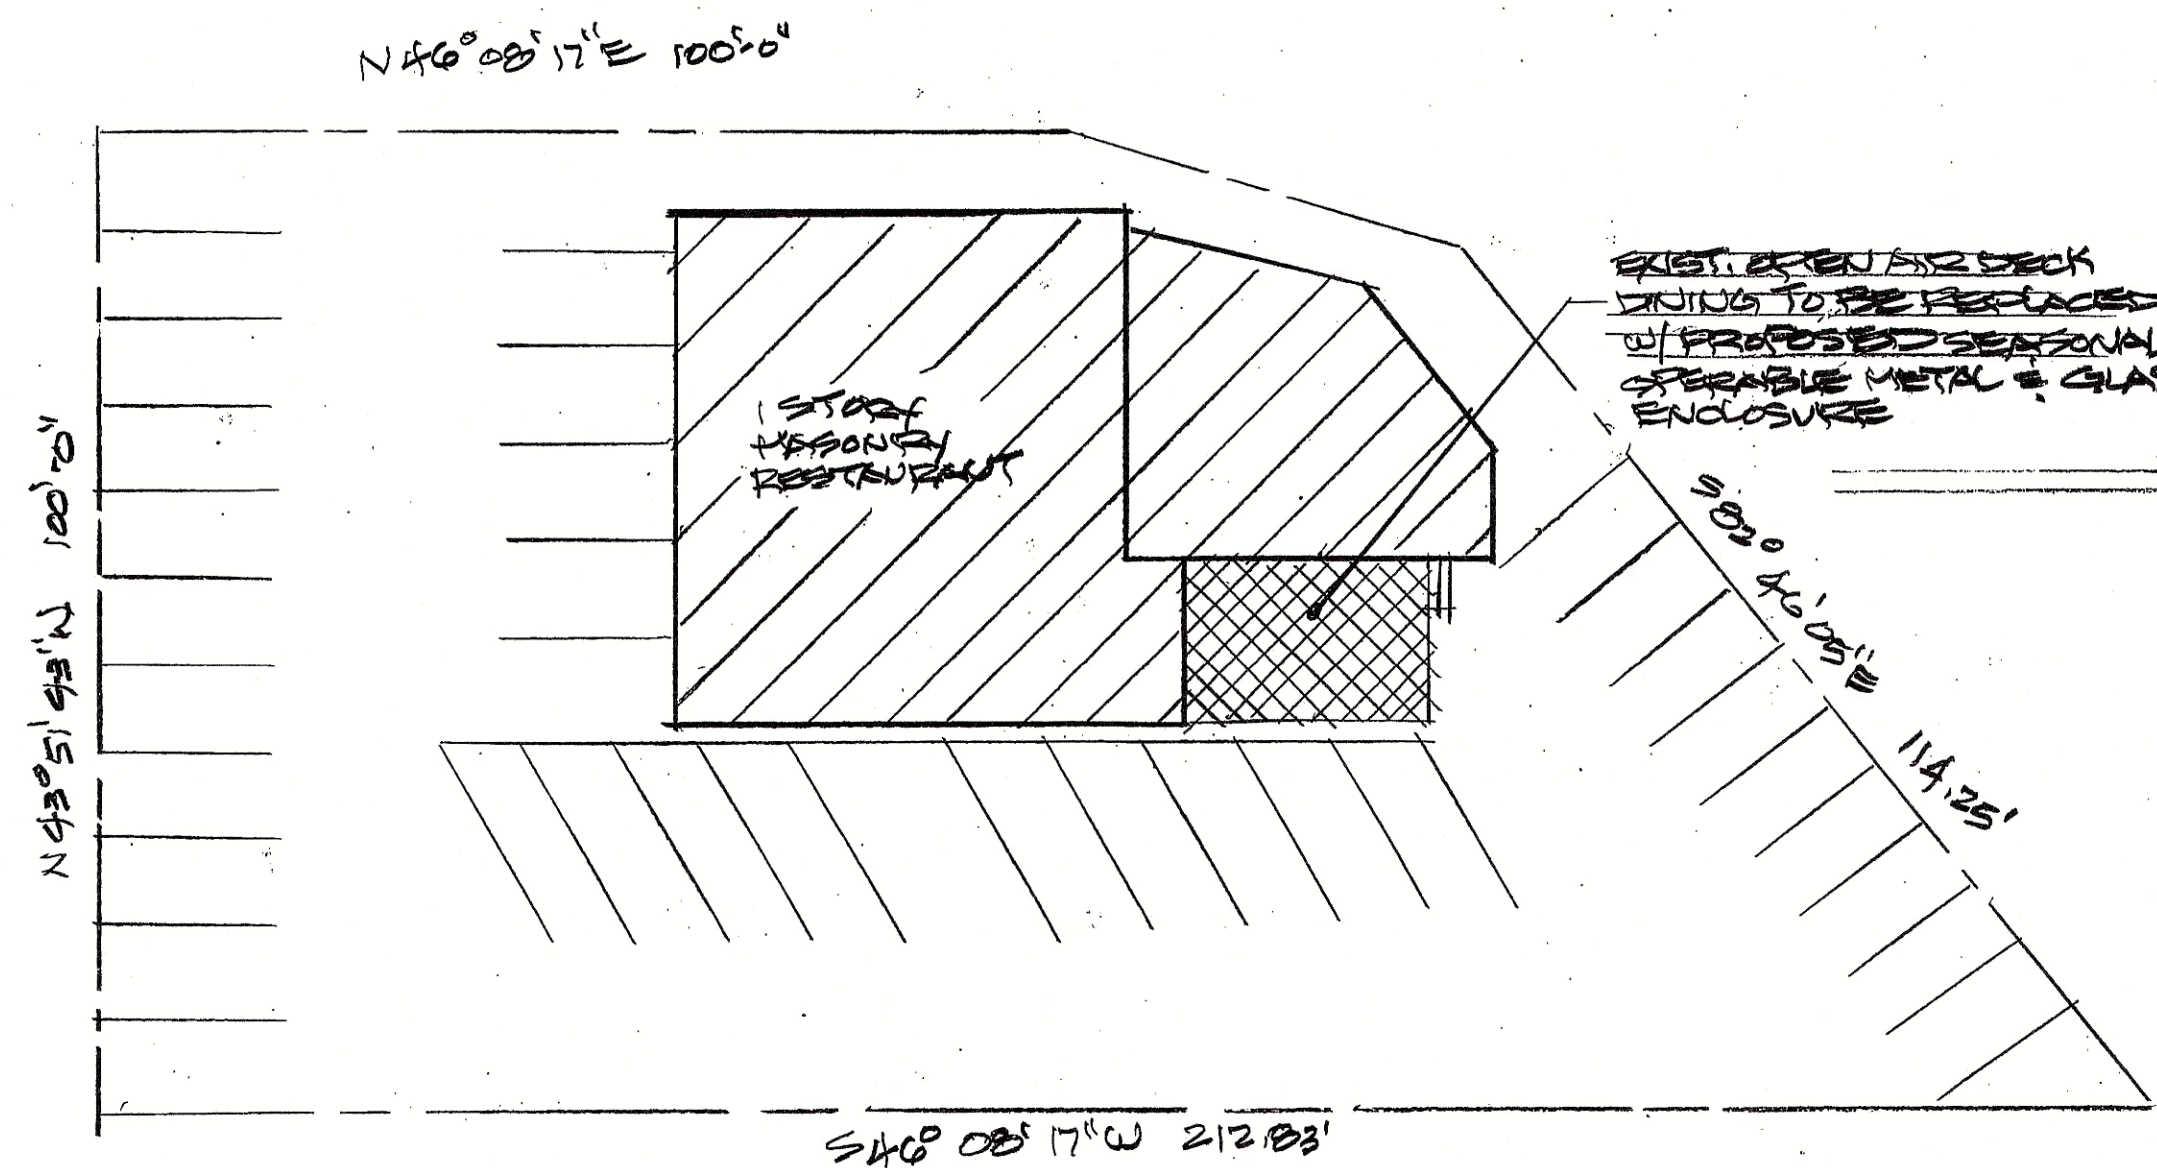 N 46° 08' 17" E 100'-0"
EXIST. OPEN AIR DECK
DINING TO BE REPLACED
W/ PROPOSED SEASONAL
OPERABLE METAL & GLAS
ENCLOSURE
1 STORY
MASONRY
RESTAURANT
N 43° 51' 43" W 100'-0"
S 82° 46' 05" E 114.25'
S 46° 08' 17" W 212.83'